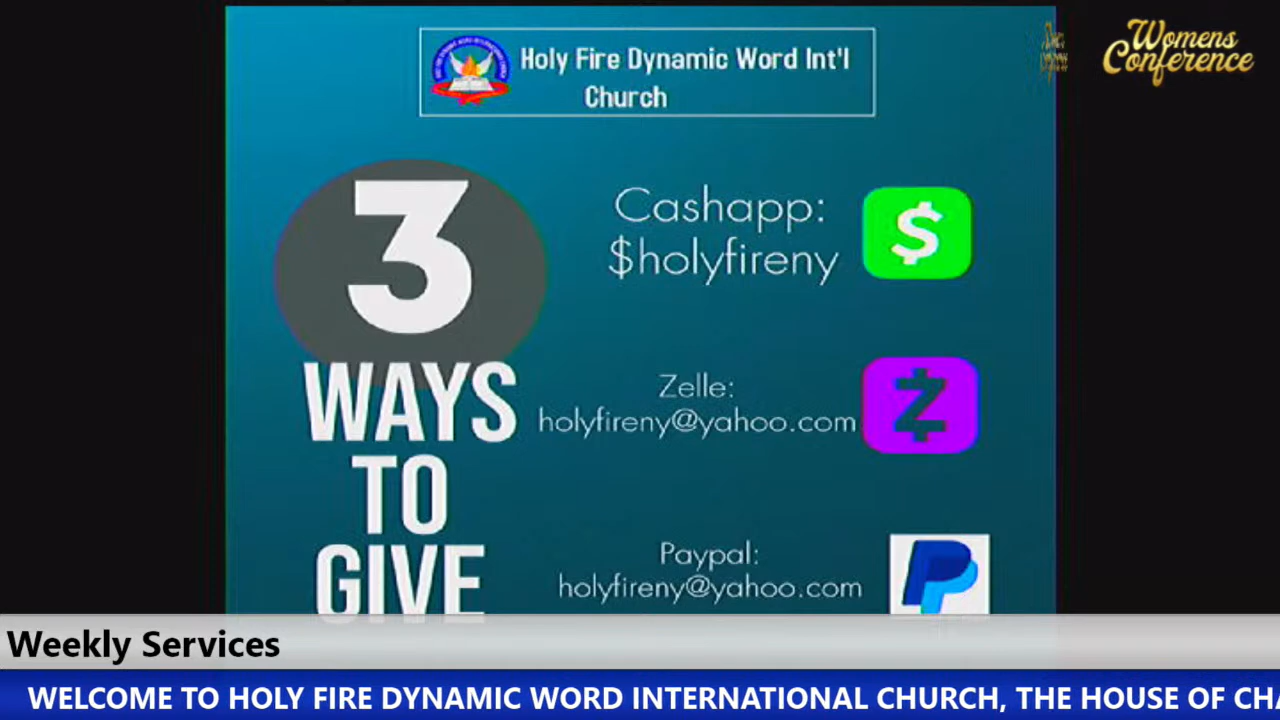 Holy Fire Dynamic Word Int'l
Church
Womens
Conference
3
WAYS
TO
GIVE
Cashapp:
$holyfireny
Zelle:
holyfireny@yahoo.com
Paypal:
holyfireny@yahoo.com
Weekly Services
WELCOME TO HOLY FIRE DYNAMIC WORD INTERNATIONAL CHURCH, THE HOUSE OF